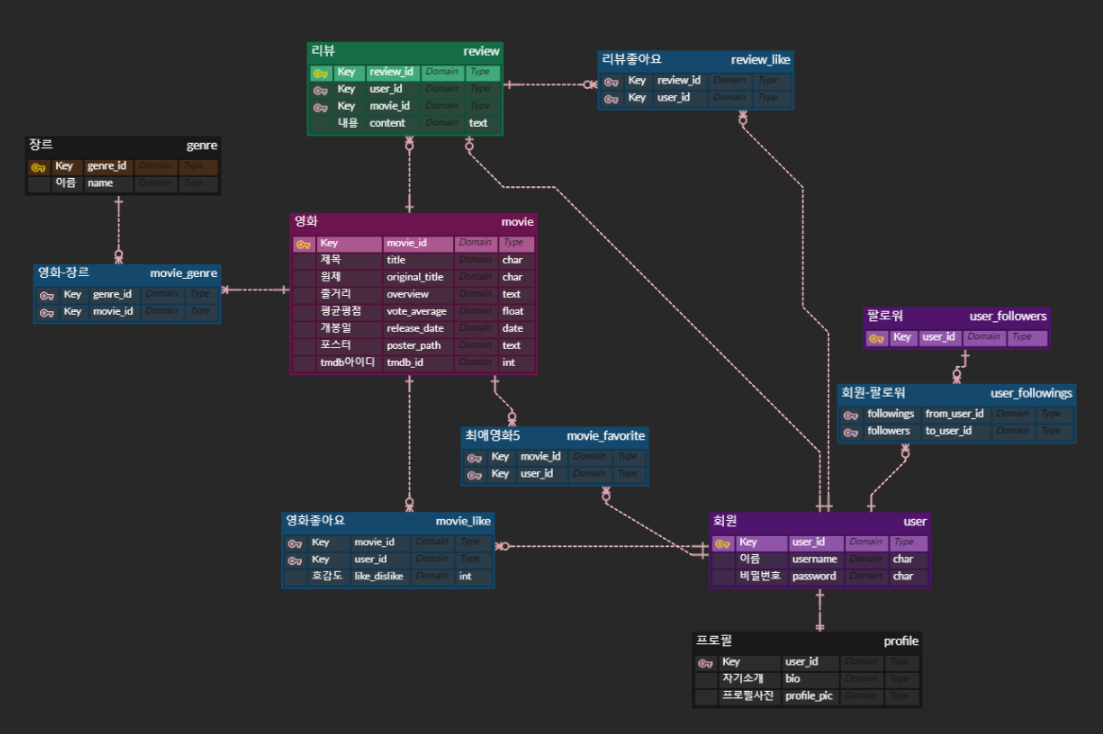 리뷰 review
Key review_id Domain Type
Key user_id Domain Type
Key movie_id Domain Type
내용 content Domain text
리뷰좋아요 review_like
Key review_id Domain Type
Key user_id Domain Type
장르 genre
Key genre_id Domain Type
이름 name Domain Type
영화 movie
Key movie_id Domain Type
제목 title Domain char
원제 original_title Domain char
줄거리 overview Domain text
평균평점 vote_average Domain float
개봉일 release_date Domain date
포스터 poster_path Domain text
tmdb아이디 tmdb_id Domain int
영화-장르 movie_genre
Key genre_id Domain Type
Key movie_id Domain Type
팔로워 user_followers
Key user_id Domain Type
회원-팔로워 user_followings
followings from_user_id Domain Type
followers to_user_id Domain Type
최애영화5 movie_favorite
Key movie_id Domain Type
Key user_id Domain Type
영화좋아요 movie_like
Key movie_id Domain Type
Key user_id Domain Type
호감도 like_dislike Domain int
회원 user
Key user_id Domain Type
이름 username Domain char
비밀번호 password Domain char
프로필 profile
Key user_id Domain Type
자기소개 bio Domain Type
프로필사진 profile_pic Domain Type